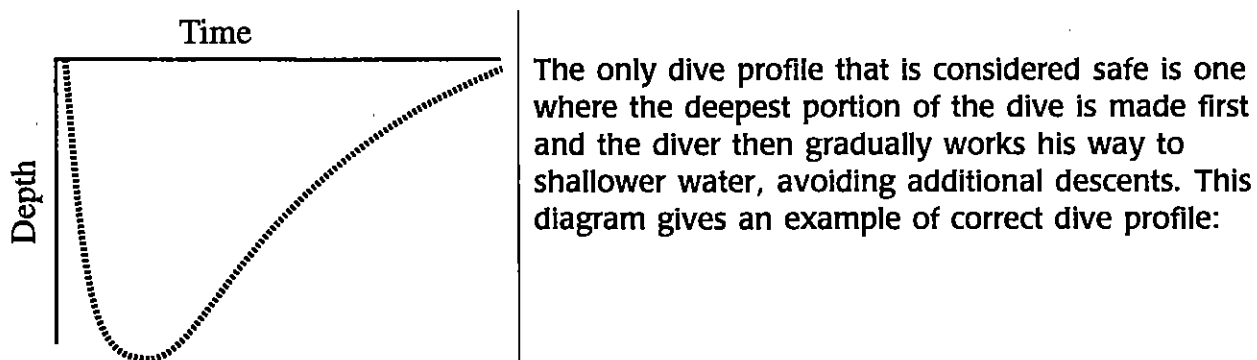 Time
Depth
The only dive profile that is considered safe is one
where the deepest portion of the dive is made first
and the diver then gradually works his way to
shallower water, avoiding additional descents. This
diagram gives an example of correct dive profile: